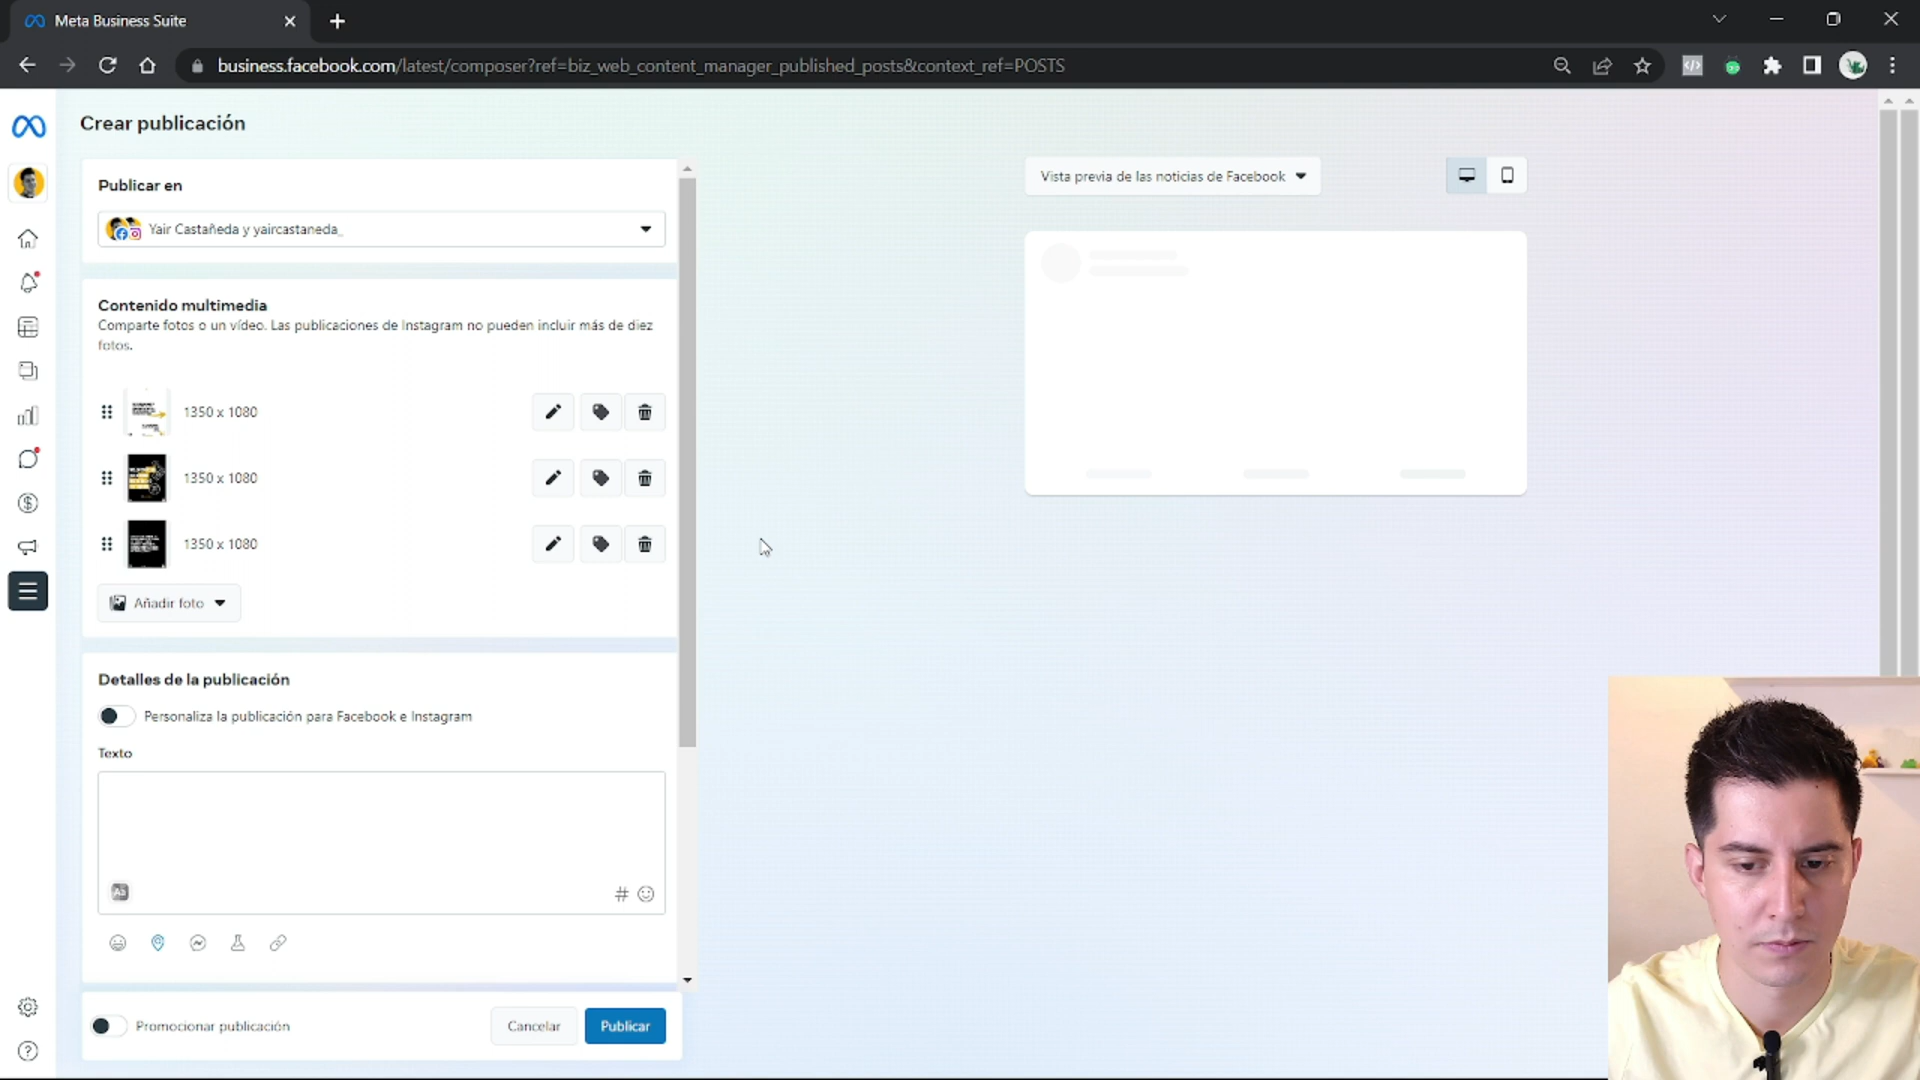 Meta Business Suite
business.facebook.com/latest/composer?ref=biz_web_content_manager_published_posts&context_ref=POSTS
Crear publicación
Publicar en
Yair Castañeda y yaircastaneda_
Contenido multimedia
Comparte fotos o un vídeo. Las publicaciones de Instagram no pueden incluir más de diez
fotos.
1350 x 1080
1350 x 1080
1350 x 1080
Añadir foto
Detalles de la publicación
Personaliza la publicación para Facebook e Instagram
Texto
Aa
#
Promocionar publicación
Cancelar
Publicar
Vista previa de las noticias de Facebook